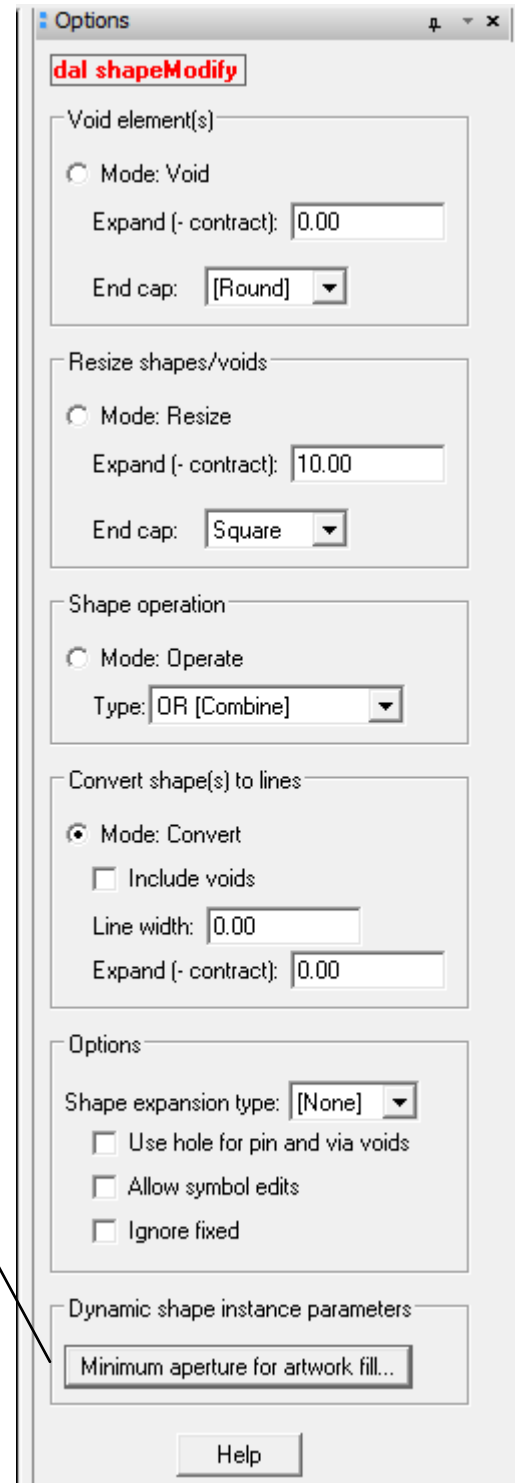 Options
dal shapeModify
Void element(s)
Mode: Void
Expand (- contract): 0.00
End cap: [Round]
Resize shapes/voids
Mode: Resize
Expand (- contract): 10.00
End cap: Square
Shape operation
Mode: Operate
Type: OR [Combine]
Convert shape(s) to lines
Mode: Convert
Include voids
Line width: 0.00
Expand (- contract): 0.00
Options
Shape expansion type: [None]
Use hole for pin and via voids
Allow symbol edits
Ignore fixed
Dynamic shape instance parameters
Minimum aperture for artwork fill...
Help